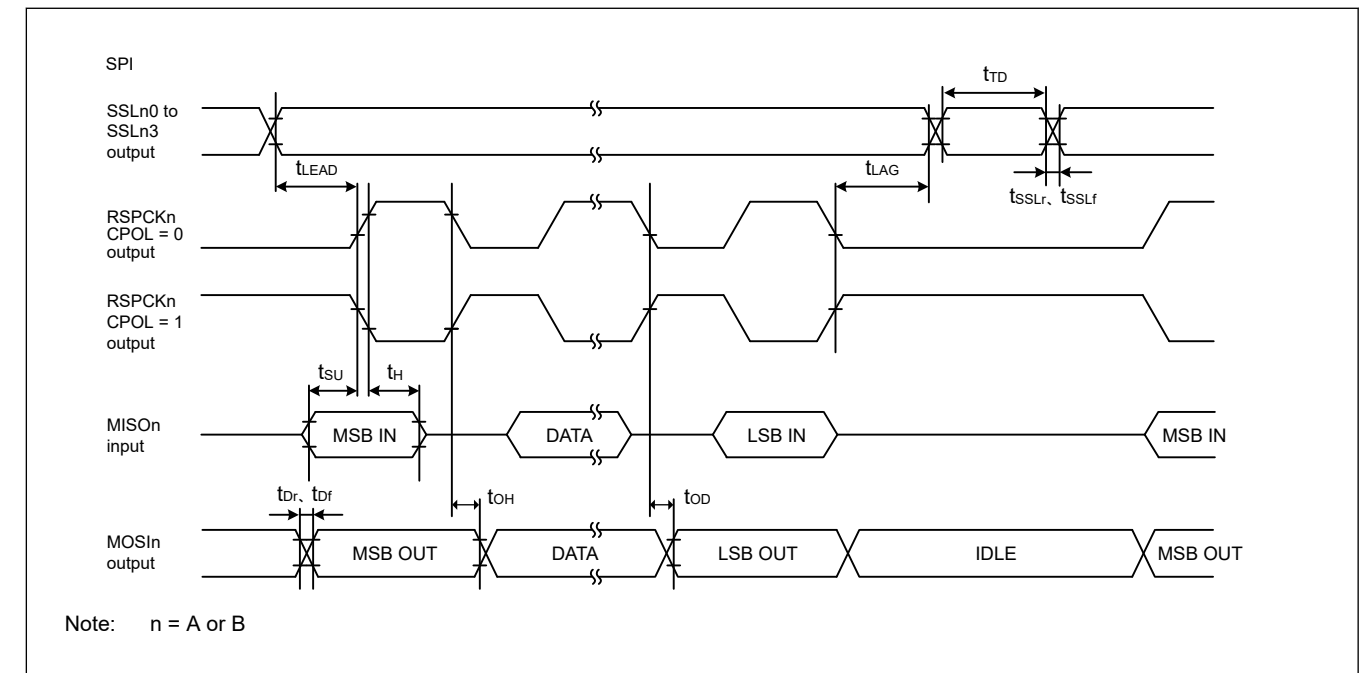 SPI
tTD
SSLn0 to
SSLn3
output
tLEAD
tLAG
tSSLr、tSSLf
RSPCKn
CPOL = 0
output
RSPCKn
CPOL = 1
output
tSU
tH
MISOn
input
MSB IN
DATA
LSB IN
MSB IN
tDr、tDf
tOH
tOD
MOSIn
output
MSB OUT
DATA
LSB OUT
IDLE
MSB OUT
Note: n = A or B